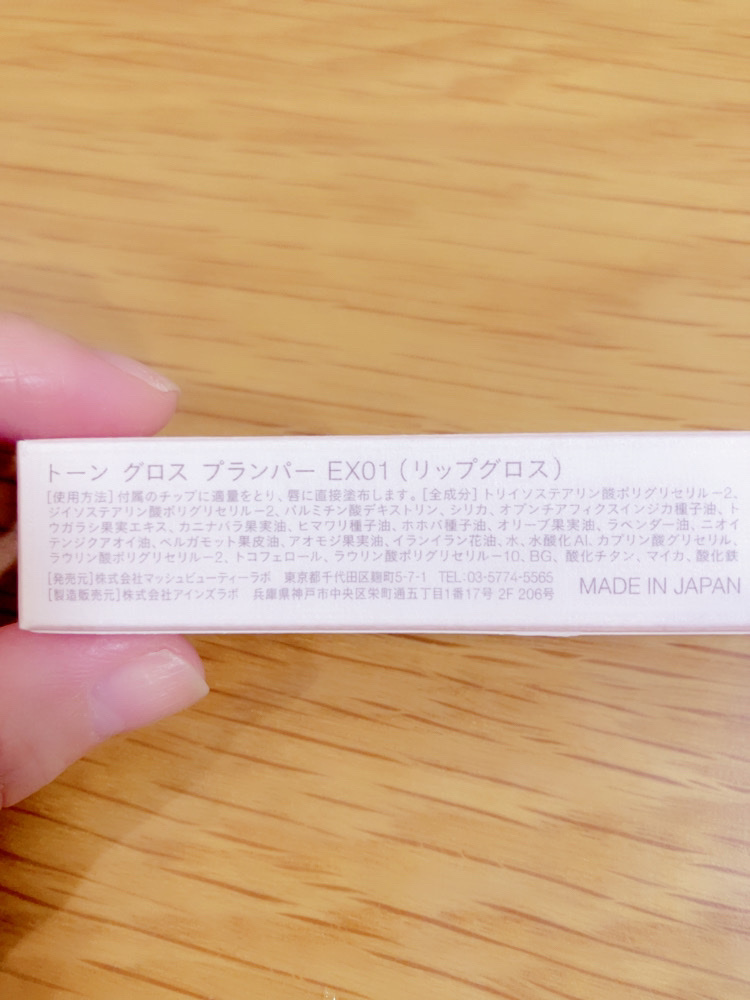 トーン グロス プランパー EX01(リップグロス)
[使用方法]付属のチップに適量をとり、唇に直接塗布します。[全成分]トリイソステアリン酸ポリグリセリル−2、
ジイソステアリン酸ポリグリセリル−2、パルミチン酸デキストリン、シリカ、オプンチアフィクスインジカ種子油、ト
ウガラシ果実エキス、カニナバラ果実油、ヒマワリ種子油、ホホバ種子油、オリーブ果実油、ラベンダー油、ニオイ
テンジクアオイ油、ベルガモット果皮油、アオモジ果実油、イランイラン花油、水、水酸化Al、カプリン酸グリセリル、
ラウリン酸ポリグリセリル−2、トコフェロール、ラウリン酸ポリグリセリル−10、BG、酸化チタン、マイカ、酸化鉄
[発売元]株式会社マッシュビューティーラボ 東京都千代田区麹町5-7-1 TEL:03-5774-5565
[製造販売元]株式会社アインズラボ 兵庫県神戸市中央区栄町通五丁目1番17号 2F 206号
MADE IN JAPAN